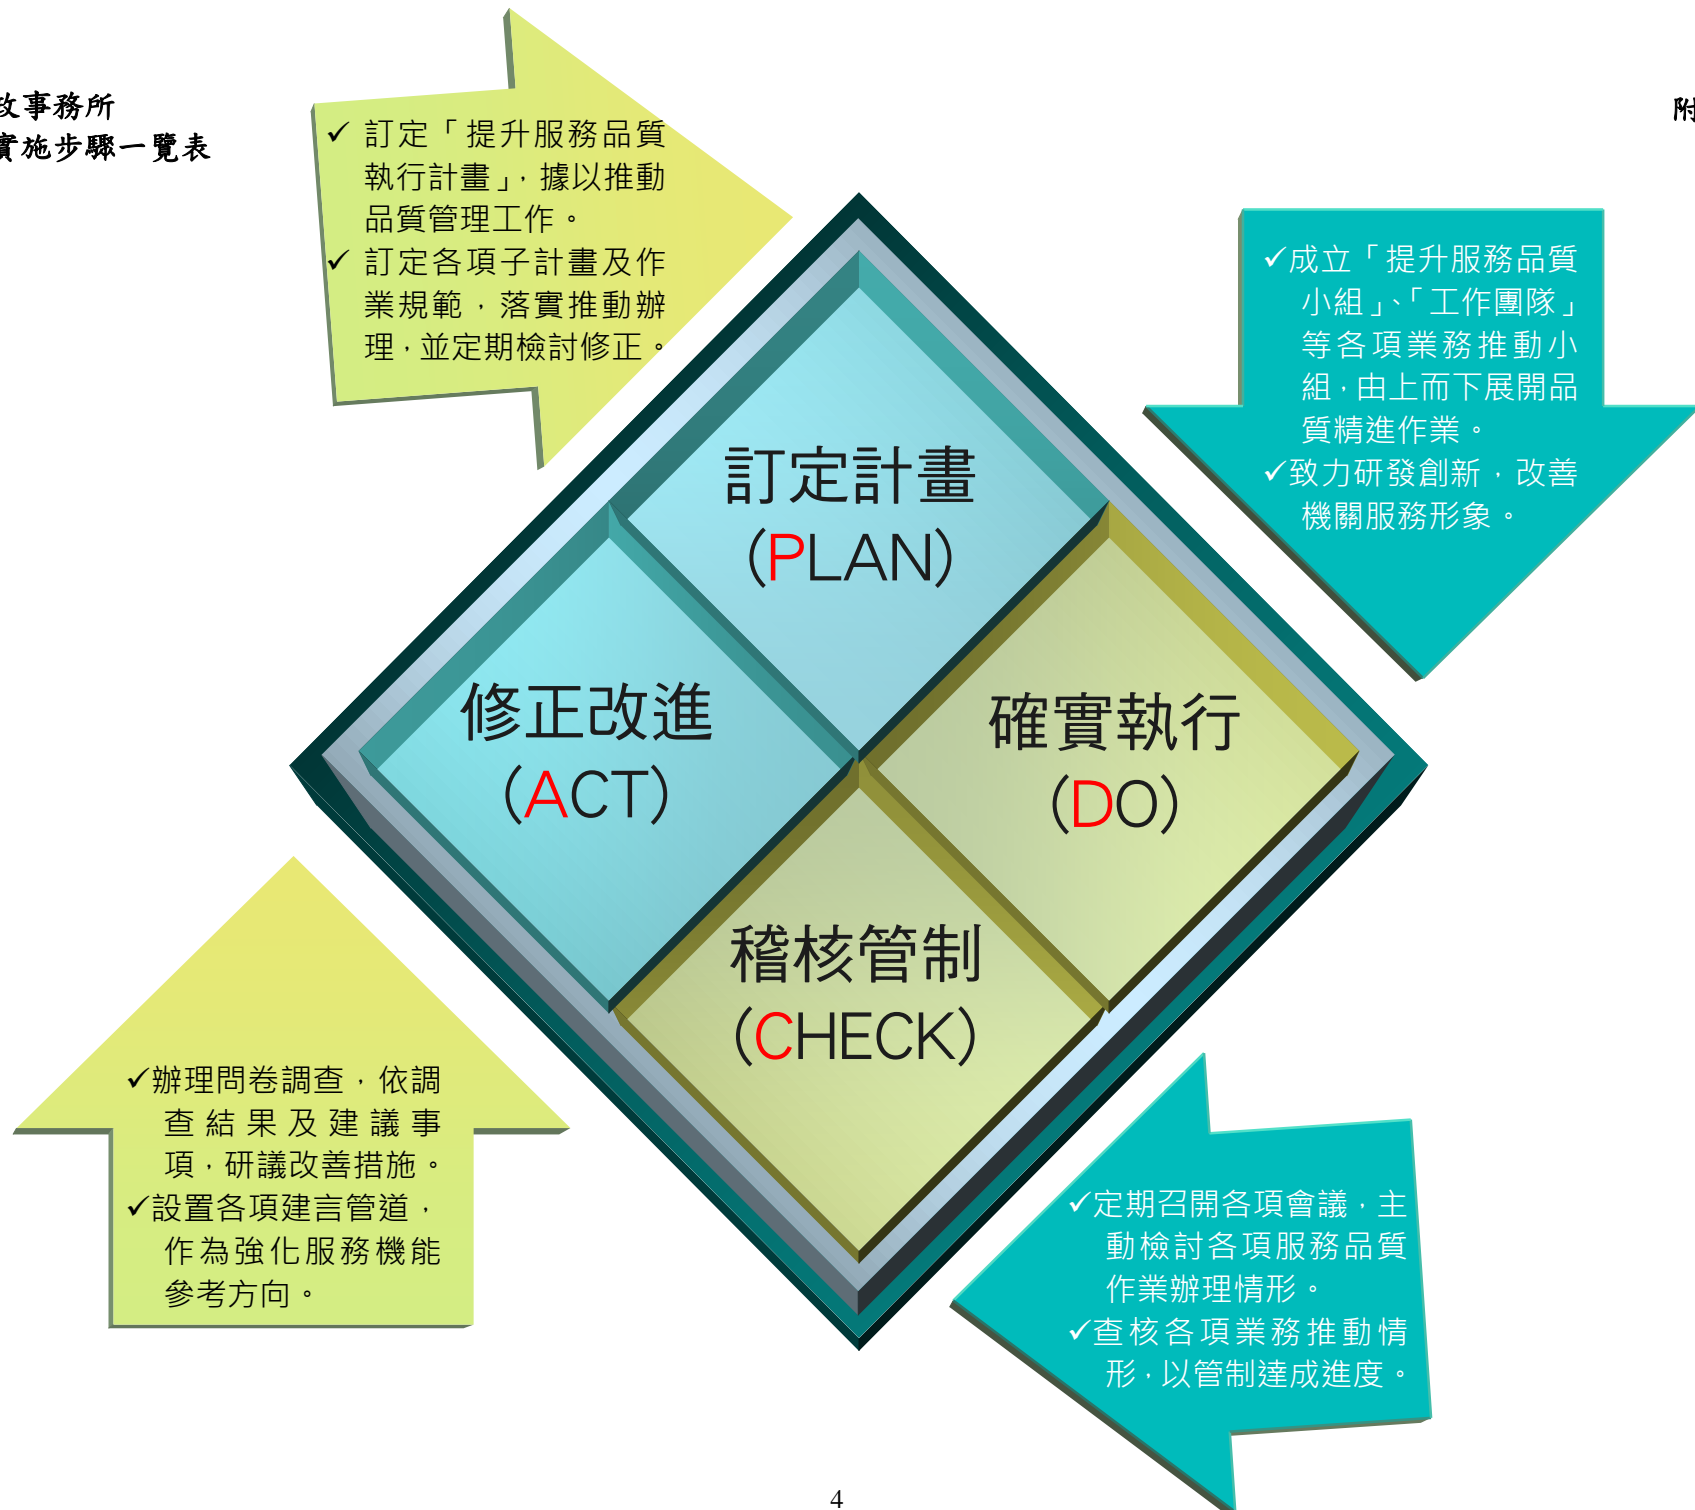 政事務所
實施步驟一覽表
附
✓ 訂定「提升服務品質
執行計畫」，據以推動
品質管理工作。
✓ 訂定各項子計畫及作
業規範，落實推動辦
理，並定期檢討修正。
✓成立「提升服務品質
小組」、「工作團隊」
等各項業務推動小
組，由上而下展開品
質精進作業。
✓致力研發創新，改善
機關服務形象。
訂定計畫
(PLAN)
修正改進
(ACT)
確實執行
(DO)
稽核管制
(CHECK)
✓辦理問卷調查，依調
查結果及建議事
項，研議改善措施。
✓設置各項建言管道，
作為強化服務機能
參考方向。
✓定期召開各項會議，主
動檢討各項服務品質
作業辦理情形。
✓查核各項業務推動情
形，以管制達成進度。
4